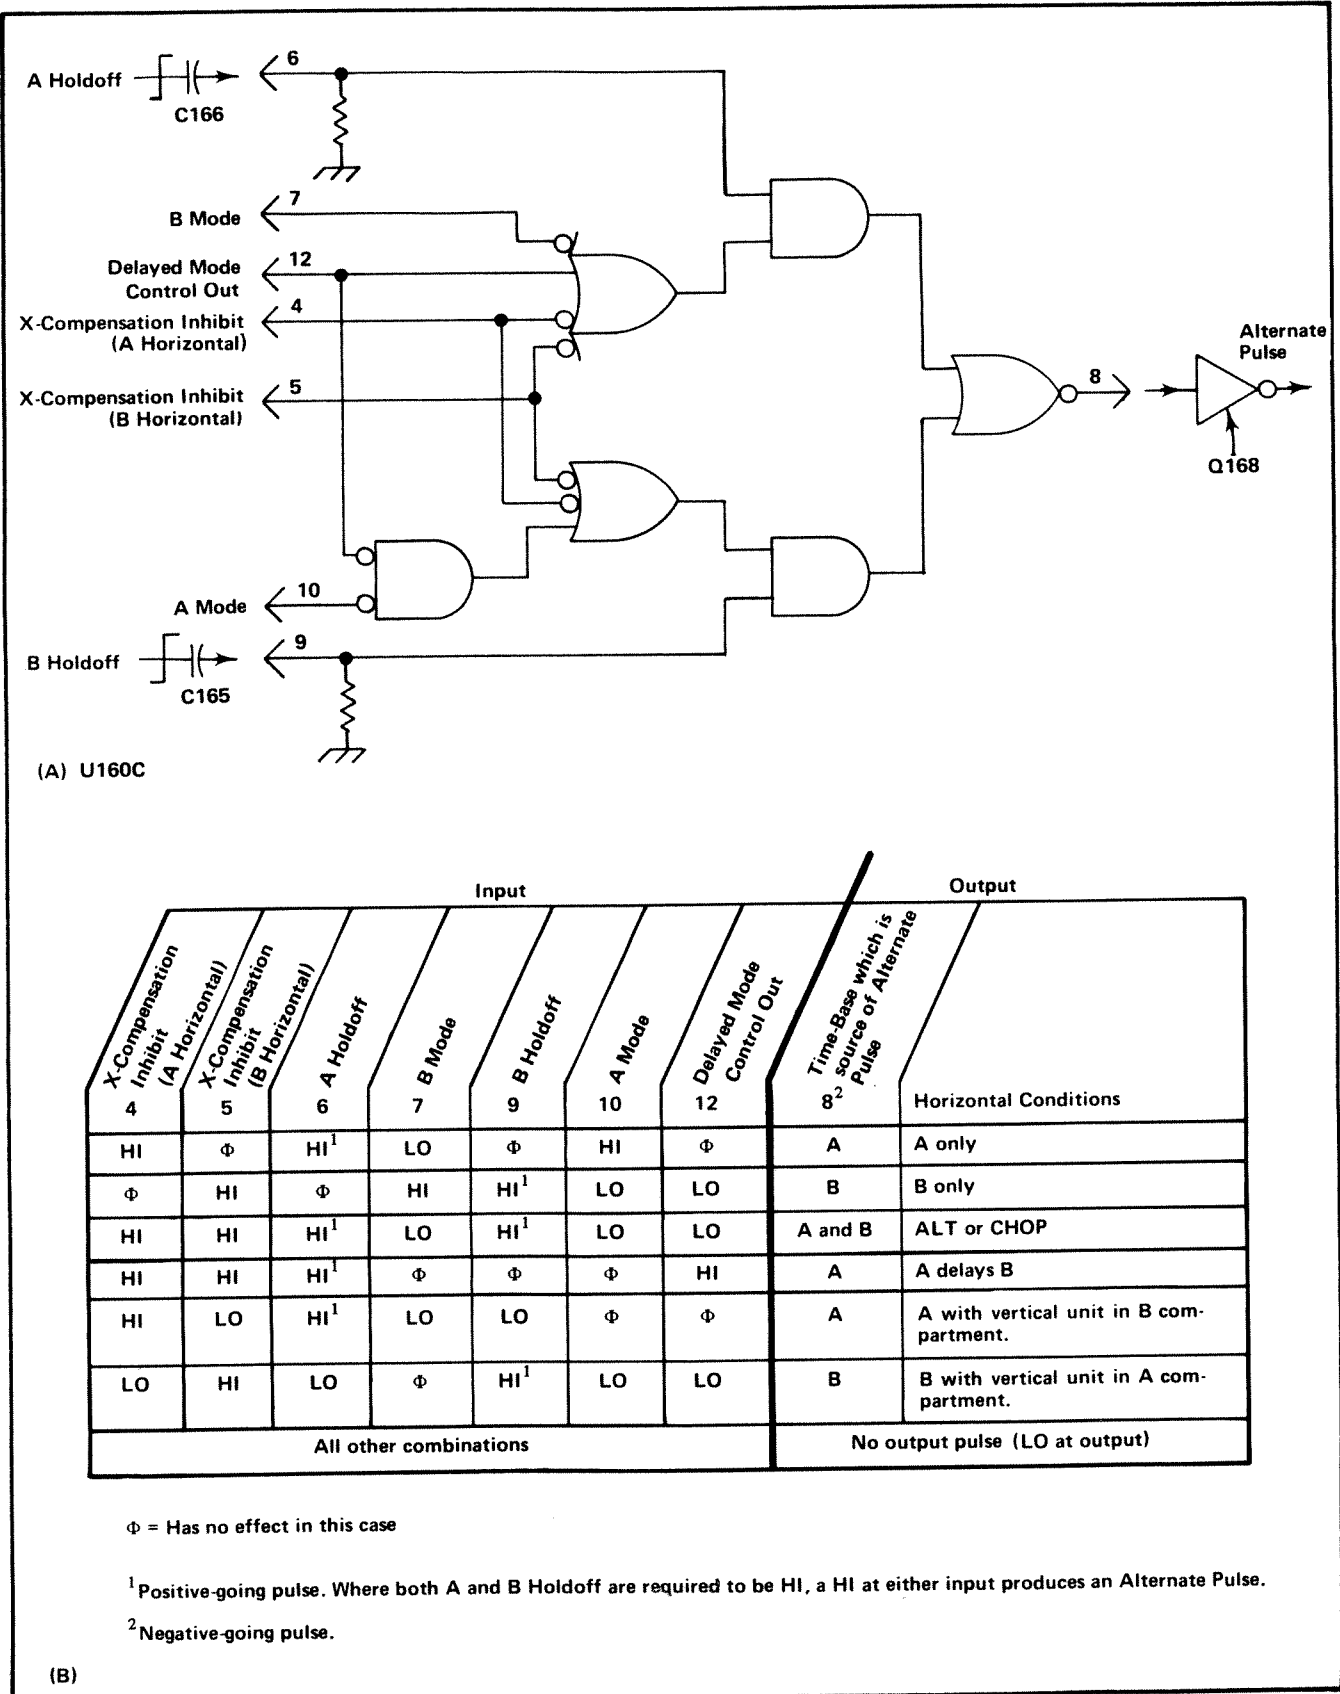 A Holdoff
6
C166
B Mode
7
Delayed Mode
Control Out
12
X-Compensation Inhibit
(A Horizontal)
4
X-Compensation Inhibit
(B Horizontal)
5
Alternate
Pulse
8
Q168
A Mode
10
B Holdoff
9
C165
(A) U160C
Input
Output
X-Compensation
Inhibit
(A Horizontal)
X-Compensation
Inhibit
(B Horizontal)
A Holdoff
B Mode
B Holdoff
A Mode
Delayed Mode
Control Out
Time-Base which is
source of Alternate
Pulse
4 5 6 7 9 10 12 8² Horizontal Conditions
HI Φ HI¹ LO Φ HI Φ A A only
Φ HI Φ HI HI¹ LO LO B B only
HI HI HI¹ LO HI¹ LO LO A and B ALT or CHOP
HI HI HI¹ Φ Φ Φ HI A A delays B
HI LO HI¹ LO LO Φ Φ A A with vertical unit in B com-
partment.
LO HI LO Φ HI¹ LO LO B B with vertical unit in A com-
partment.
All other combinations No output pulse (LO at output)
Φ = Has no effect in this case
¹Positive-going pulse. Where both A and B Holdoff are required to be HI, a HI at either input produces an Alternate Pulse.
²Negative-going pulse.
(B)